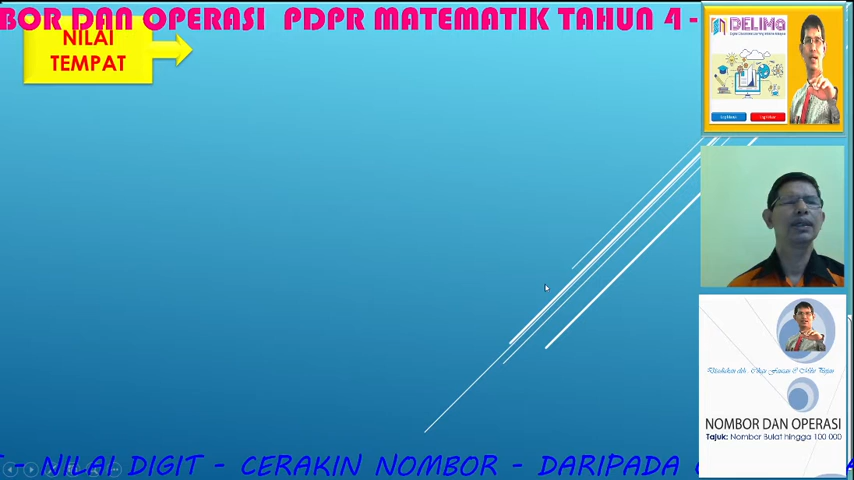 BOR DAN OPERASI PDPR MATEMATIK TAHUN 4 -
NILAI
TEMPAT
DELIMa
NOMBOR DAN OPERASI
Tajuk: Nombor Bulat hingga 100 000
- NILAI DIGIT - CERAKIN NOMBOR - DARIPADA